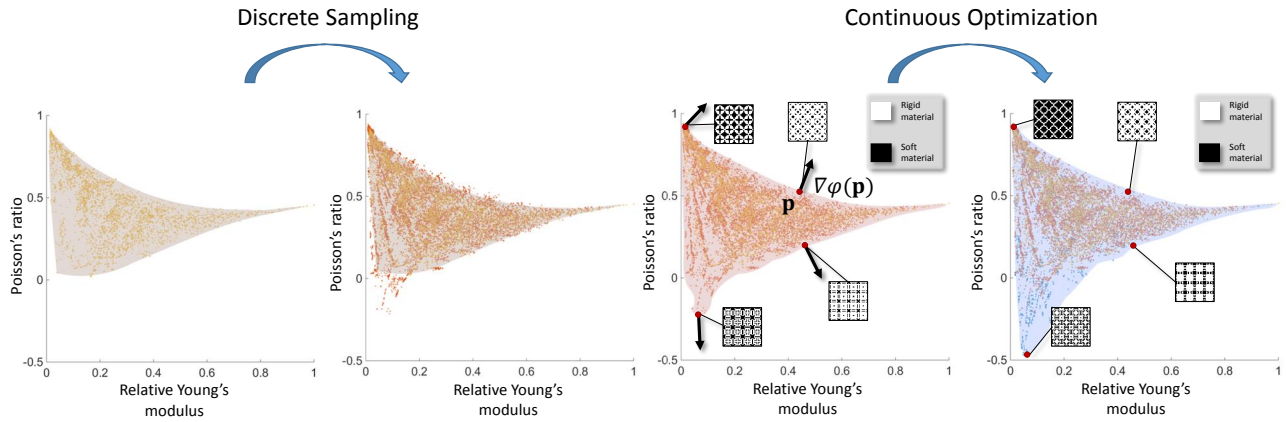 Discrete Sampling
Continuous Optimization
1
0.5
0
-0.5
Poisson's ratio
0
0.2
0.4
0.6
0.8
1
Relative Young's
modulus
1
0.5
0
-0.5
Poisson's ratio
0
0.2
0.4
0.6
0.8
1
Relative Young's
modulus
Rigid
material
Soft
material
∇φ(p)
p
1
0.5
0
-0.5
Poisson's ratio
0
0.2
0.4
0.6
0.8
1
Relative Young's
modulus
Rigid
material
Soft
material
1
0.5
0
-0.5
Poisson's ratio
0
0.2
0.4
0.6
0.8
1
Relative Young's
modulus